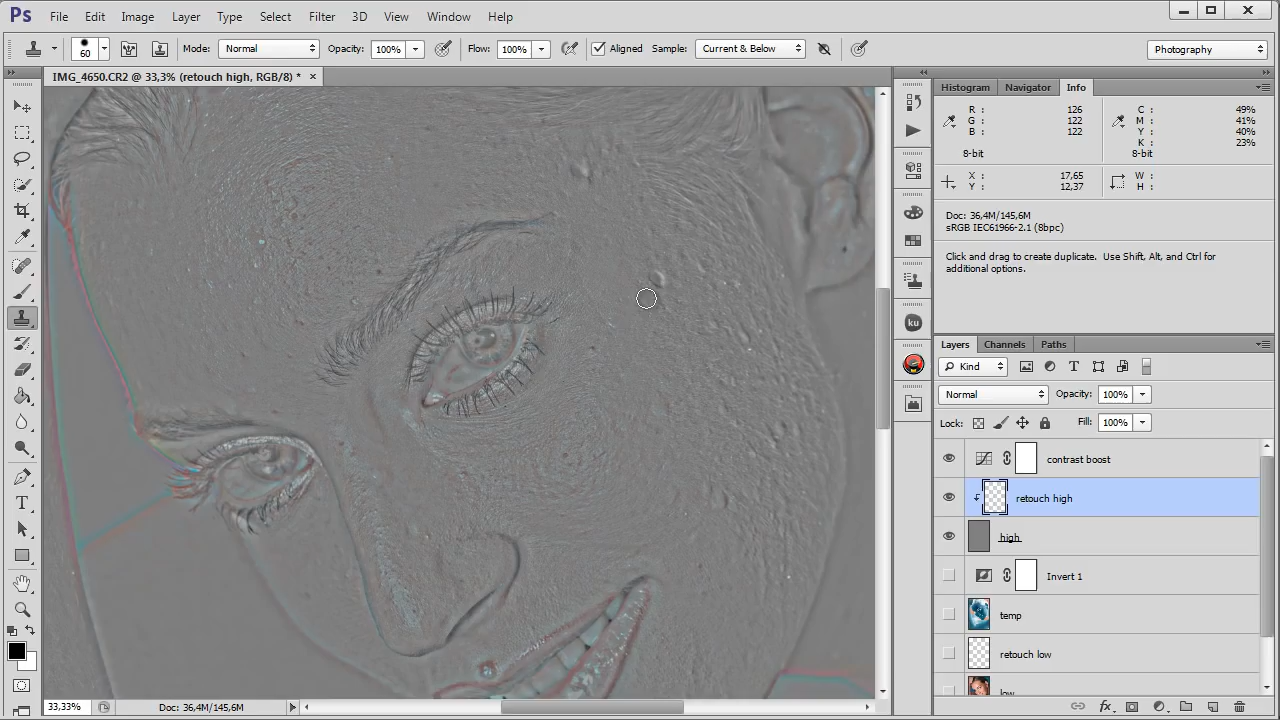 Ps File Edit Image Layer Type Select Filter 3D View Window Help
60 Mode: Normal Opacity: 100% Flow: 100% Aligned Sample: Current & Below Photography
IMG_4650.CR2 @ 33,3% (retouch high, RGB/8) * ×
Histogram Navigator Info
R : 126 C : 49%
G : 122 M : 41%
B : 122 Y : 40%
K : 23%
8-bit 8-bit
X : 17,65 W :
Y : 12,37 H :
Doc: 36,4M/145,6M
sRGB IEC61966-2.1 (8bpc)
Click and drag to create duplicate. Use Shift, Alt, and Ctrl for
additional options.
ku
Layers Channels Paths
Kind
Normal Opacity: 100%
Lock: Fill: 100%
contrast boost
retouch high
high
Invert 1
temp
retouch low
low
33,33% Doc: 36,4M/145,6M
fx